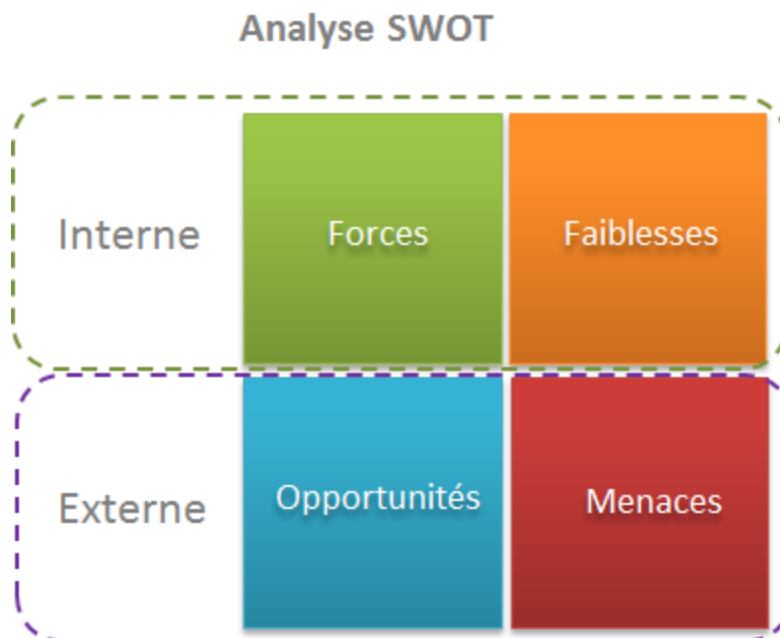 Analyse SWOT
Interne
Forces
Faiblesses
Externe
Opportunités
Menaces